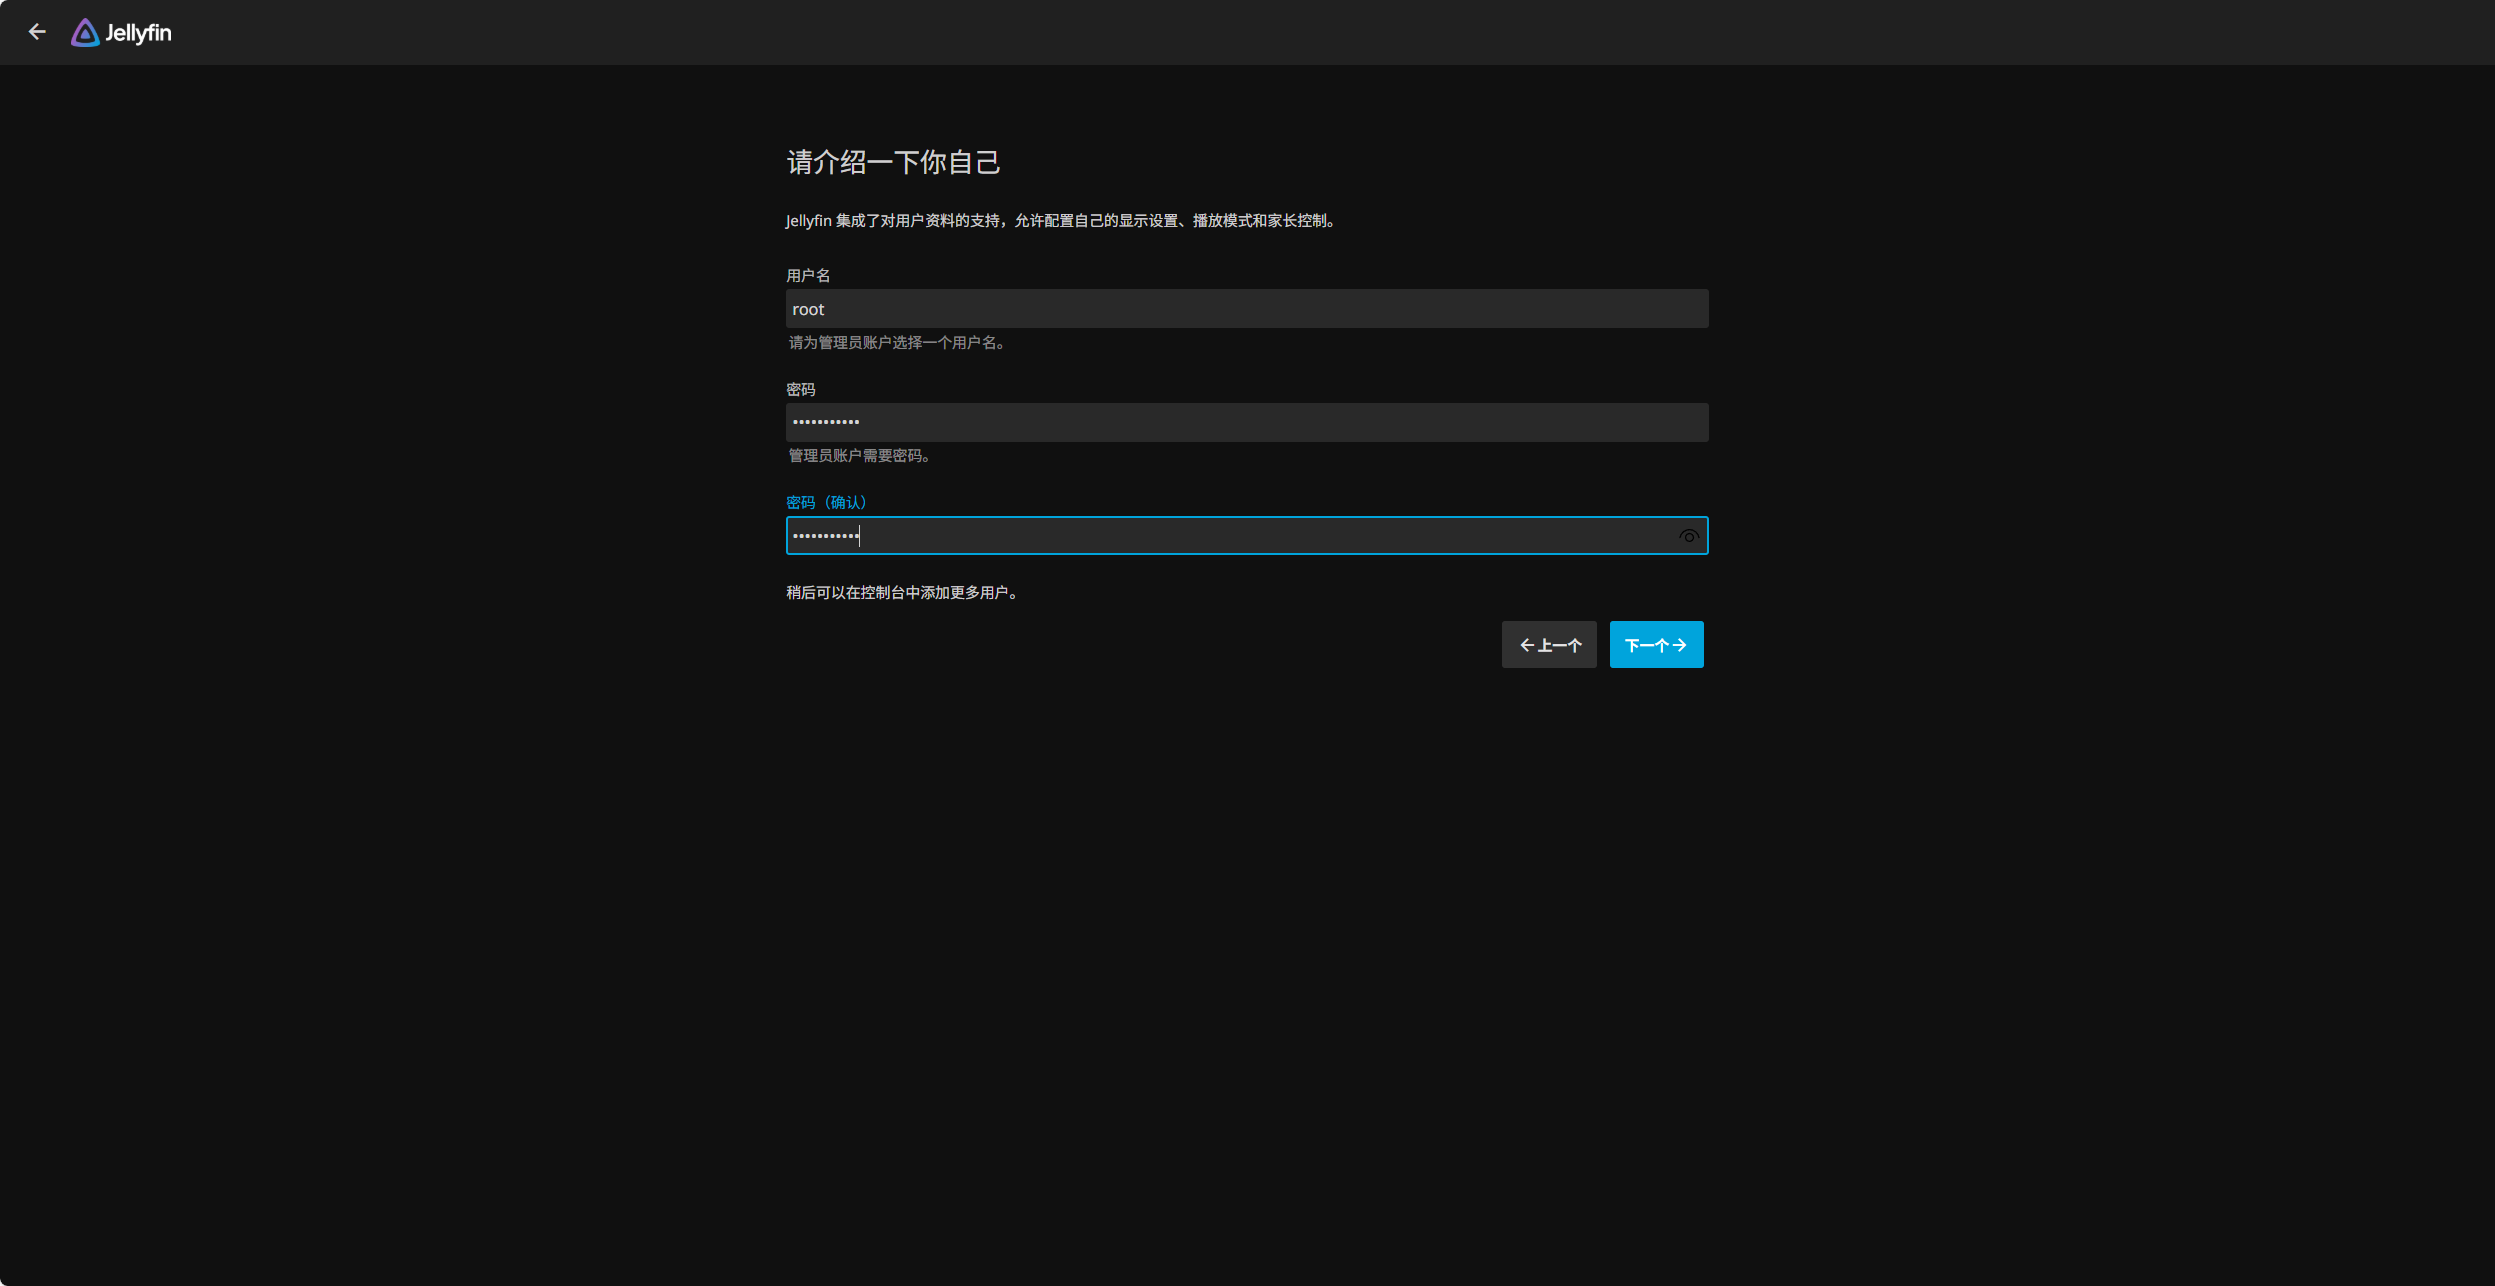 Jellyfin
请介绍一下你自己
Jellyfin 集成了对用户资料的支持，允许配置自己的显示设置、播放模式和家长控制。
用户名
root
请为管理员账户选择一个用户名。
密码
•••••••••••
管理员账户需要密码。
密码（确认）
•••••••••••
稍后可以在控制台中添加更多用户。
上一个 下一个